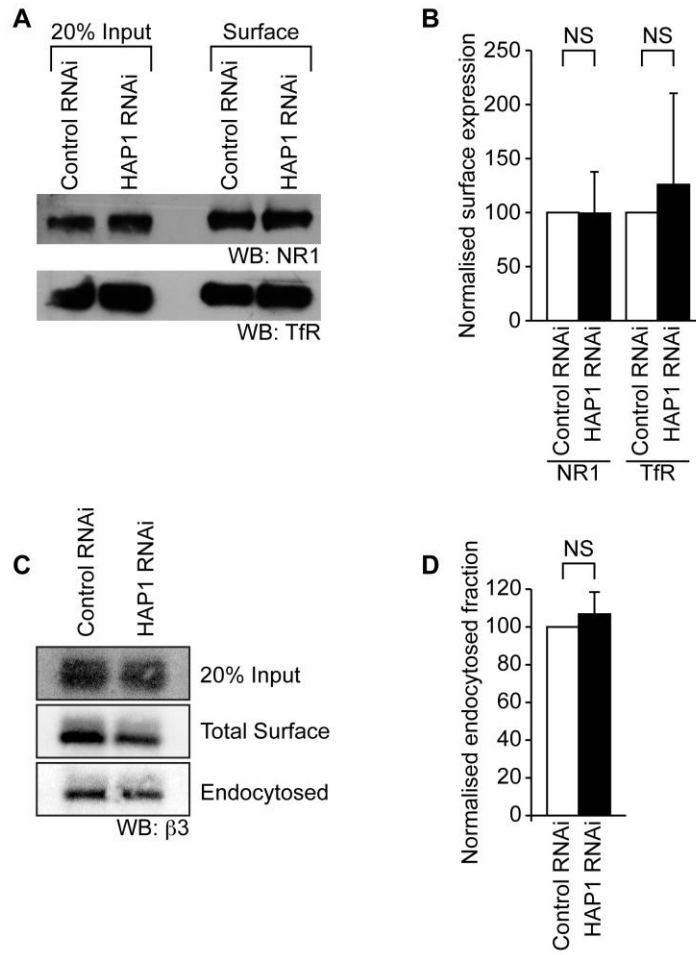 A
20% Input
Surface
Control RNAi
HAP1 RNAi
Control RNAi
HAP1 RNAi
WB: NR1
WB: TfR
B
NS
NS
Normalised surface expression
250
200
150
100
50
0
Control RNAi
HAP1 RNAi
Control RNAi
HAP1 RNAi
NR1
TfR
C
Control RNAi
HAP1 RNAi
20% Input
Total Surface
Endocytosed
WB: β3
D
NS
Normalised endocytosed fraction
120
100
80
60
40
20
0
Control RNAi
HAP1 RNAi